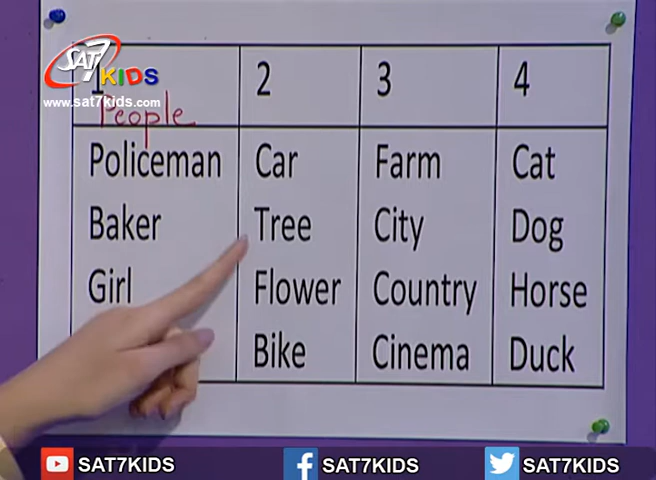 SAT7
KIDS
www.sat7kids.com
1 2 3 4
People
Policeman Car Farm Cat
Baker Tree City Dog
Girl Flower Country Horse
Bike Cinema Duck
SAT7KIDS SAT7KIDS SAT7KIDS